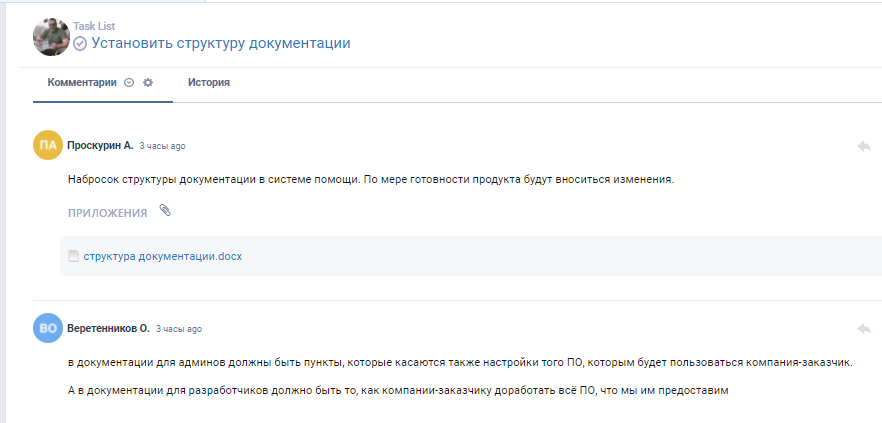 Task List
Установить структуру документации
Комментарии
История
ПА
Проскурин А. 3 часы ago
Набросок структуры документации в системе помощи. По мере готовности продукта будут вноситься изменения.
ПРИЛОЖЕНИЯ
структура документации.docx
ВО
Веретенников О. 3 часы ago
в документации для админов должны быть пункты, которые касаются также настройки того ПО, которым будет пользоваться компания-заказчик.
А в документации для разработчиков должно быть то, как компании-заказчику доработать всё ПО, что мы им предоставим